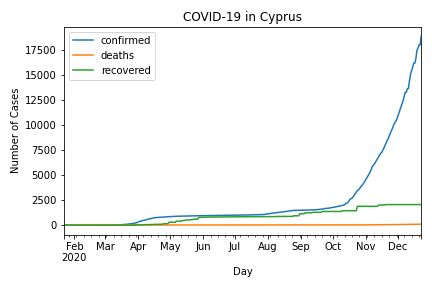 COVID-19 in Cyprus
confirmed
deaths
recovered
Number of Cases
17500
15000
12500
10000
7500
5000
2500
0
Feb Mar Apr May Jun Jul Aug Sep Oct Nov Dec
2020
Day